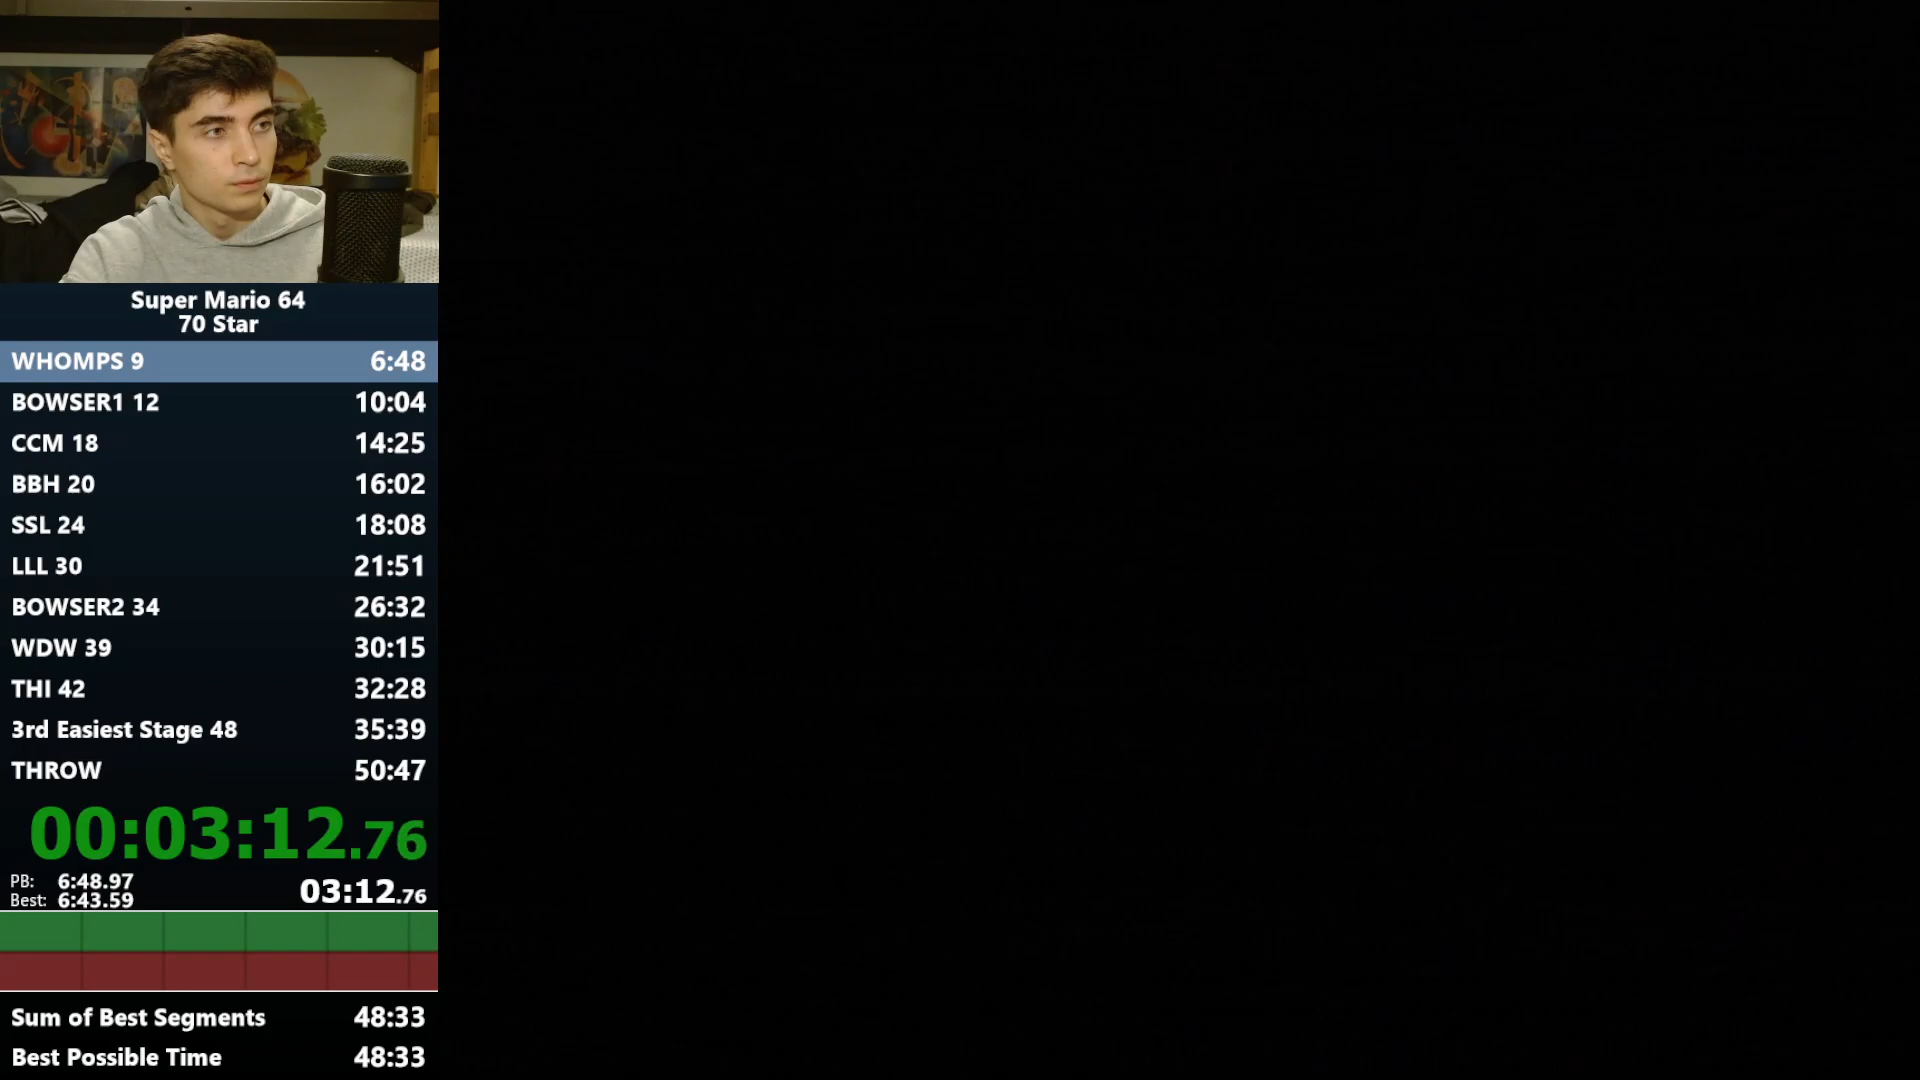 Super Mario 64
70 Star
WHOMPS 9 6:48
BOWSER1 12 10:04
CCM 18 14:25
BBH 20 16:02
SSL 24 18:08
LLL 30 21:51
BOWSER2 34 26:32
WDW 39 30:15
THI 42 32:28
3rd Easiest Stage 48 35:39
THROW 50:47
00:03:12.76
PB: 6:48.97 03:12.76
Best: 6:43.59
Sum of Best Segments 48:33
Best Possible Time 48:33